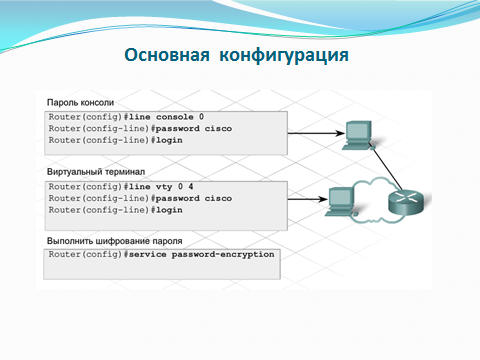 Основная конфигурация
Пароль консоли
Router(config)#line console 0
Router(config-line)#password cisco
Router(config-line)#login
Виртуальный терминал
Router(config)#line vty 0 4
Router(config-line)#password cisco
Router(config-line)#login
Выполнить шифрование пароля
Router(config)#service password-encryption